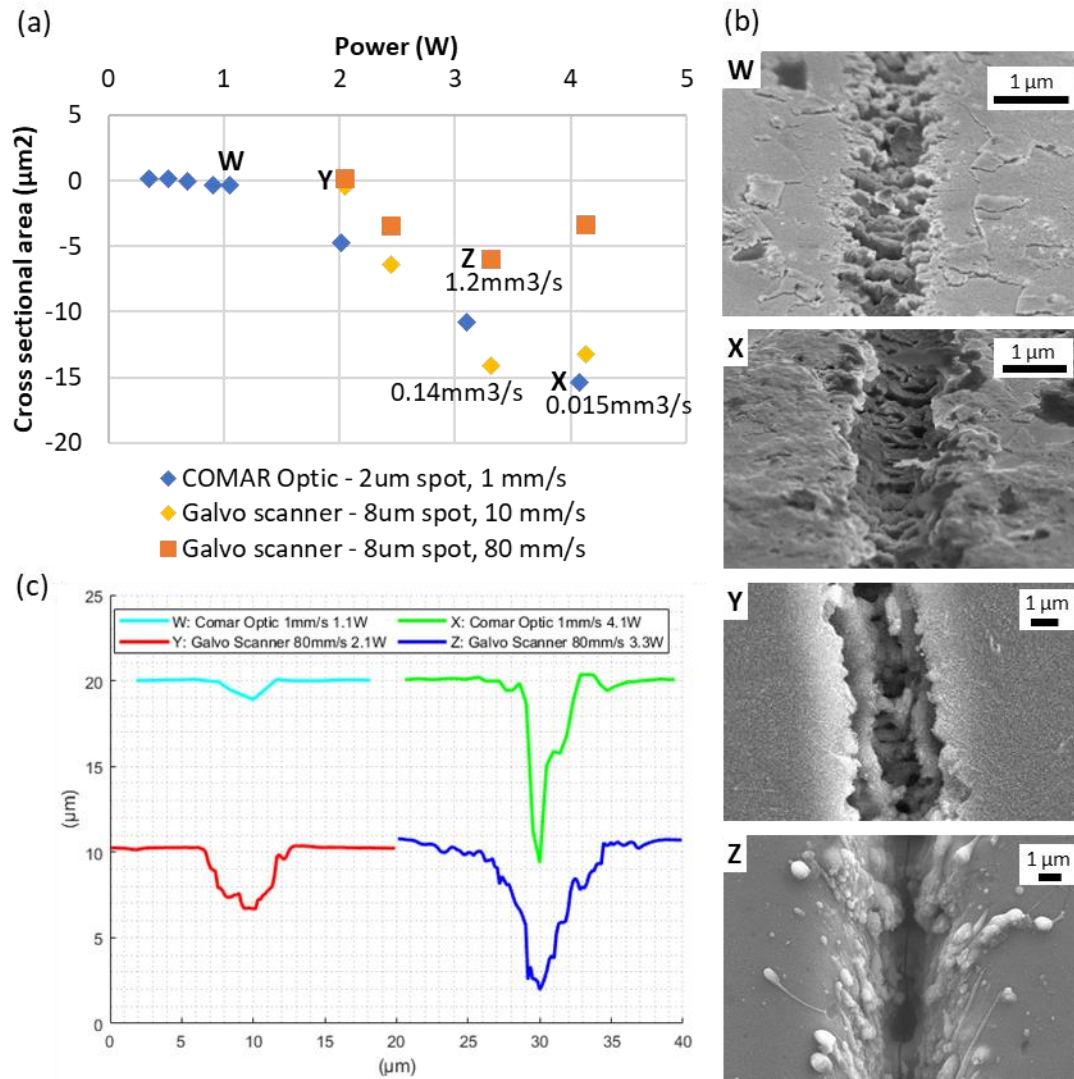 (a)
Power (W)
0 1 2 3 4 5
Cross sectional area (µm2)
5
0
-5
-10
-15
-20
W
Y
Z
1.2mm3/s
0.14mm3/s
X
0.015mm3/s
COMAR Optic - 2um spot, 1 mm/s
Galvo scanner - 8um spot, 10 mm/s
Galvo scanner - 8um spot, 80 mm/s
(b)
W
1 µm
X
1 µm
Y
1 µm
Z
1 µm
(c)
W: Comar Optic 1mm/s 1.1W
X: Comar Optic 1mm/s 4.1W
Y: Galvo Scanner 80mm/s 2.1W
Z: Galvo Scanner 80mm/s 3.3W
(µm)
25
20
15
10
5
0
0 5 10 15 20 25 30 35 40
(µm)